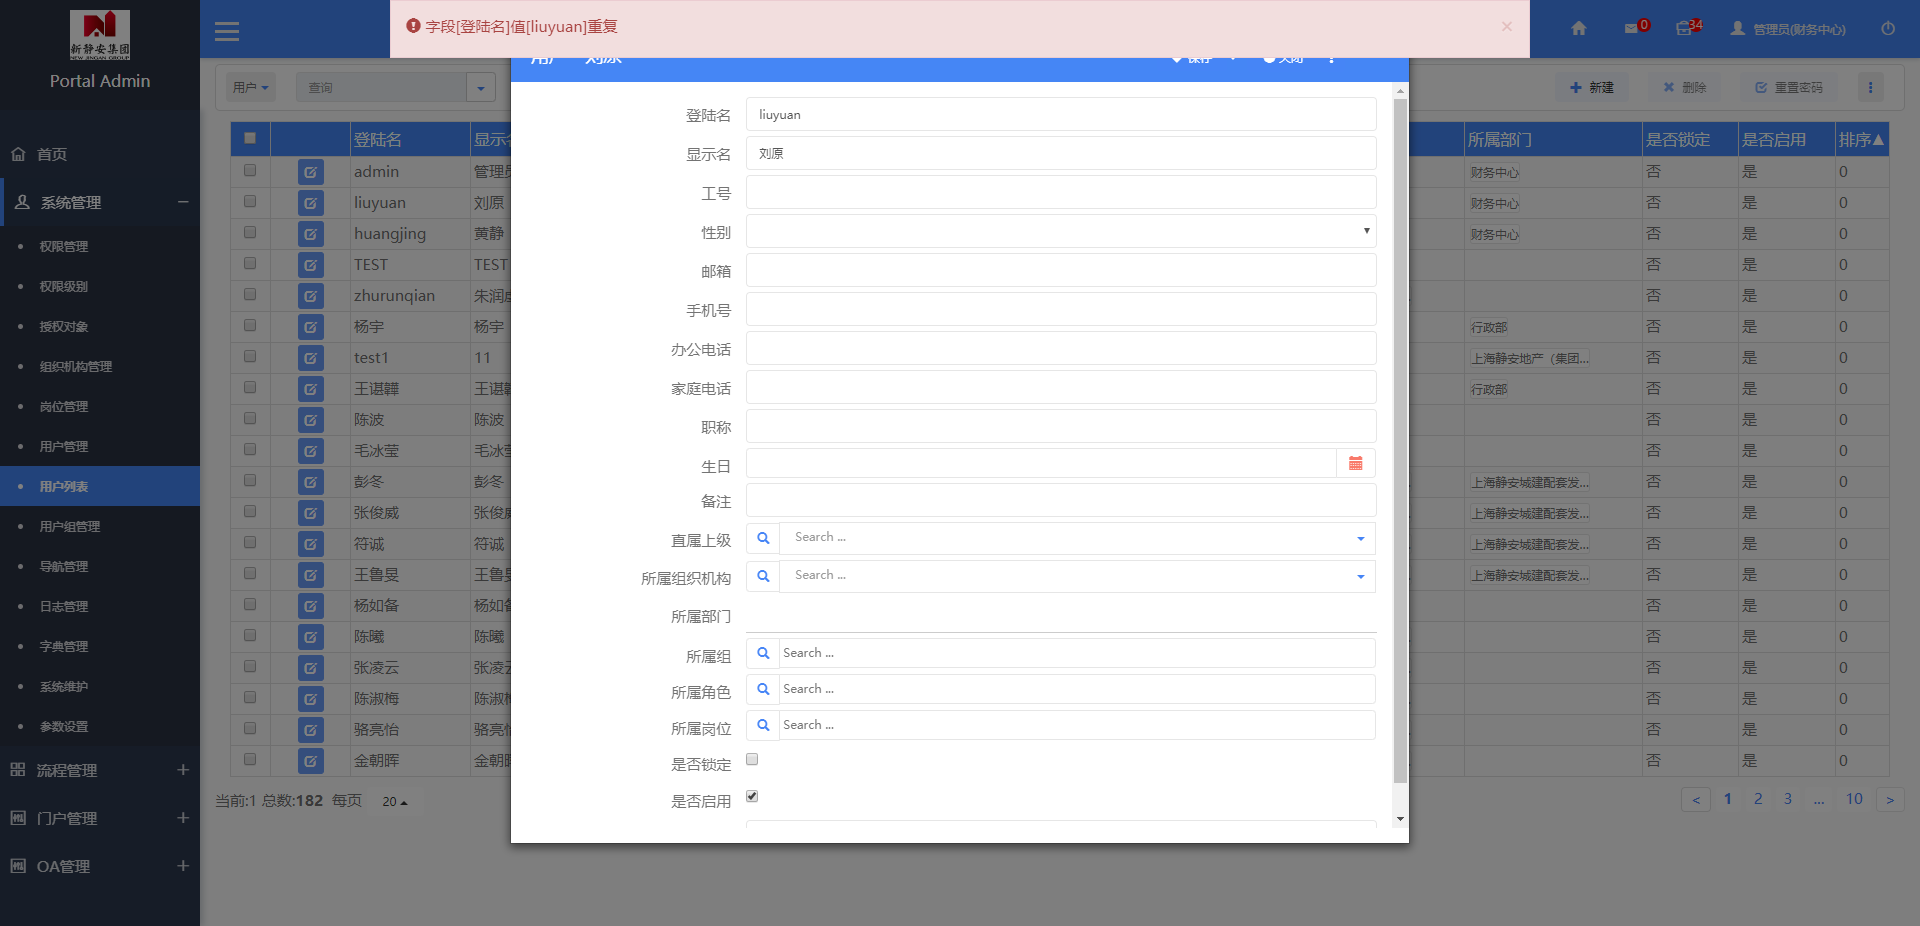 字段[登陆名]值[liuyuan]重复
×
新静安集团
Portal Admin
0
34
管理员(财务中心)
用户 刘原
保存
关闭
用户
查询
新建
删除
重置密码
首页
系统管理
权限管理
权限级别
授权对象
组织机构管理
岗位管理
用户管理
用户列表
用户组管理
导航管理
日志管理
字典管理
系统维护
参数设置
流程管理
门户管理
OA管理
登陆名 显示名 所属部门 是否锁定 是否启用 排序▲
admin 管理员 财务中心 否 是 0
liuyuan 刘原 财务中心 否 是 0
huangjing 黄静 财务中心 否 是 0
TEST TEST 否 是 0
zhurunqian 朱润 否 是 0
杨宇 杨宇 行政部 否 是 0
test1 11 上海静安地产（集团... 否 是 0
王谌 王谌 行政部 否 是 0
陈波 陈波 否 是 0
毛冰莹 毛冰莹 否 是 0
彭冬 彭冬 上海静安城建配套发... 否 是 0
张俊威 张俊威 上海静安城建配套发... 否 是 0
符诚 符诚 上海静安城建配套发... 否 是 0
王鲁旻 王鲁旻 上海静安城建配套发... 否 是 0
杨如备 杨如备 否 是 0
陈曦 陈曦 否 是 0
张凌云 张凌云 否 是 0
陈淑梅 陈淑梅 否 是 0
骆亮怡 骆亮怡 否 是 0
金朝晖 金朝晖 否 是 0
登陆名 liuyuan
显示名 刘原
工号
性别
邮箱
手机号
办公电话
家庭电话
职称
生日
备注
直属上级 Search ...
所属组织机构 Search ...
所属部门
所属组 Search ...
所属角色 Search ...
所属岗位 Search ...
是否锁定
是否启用
当前:1 总数:182 每页 20
< 1 2 3 ... 10 >